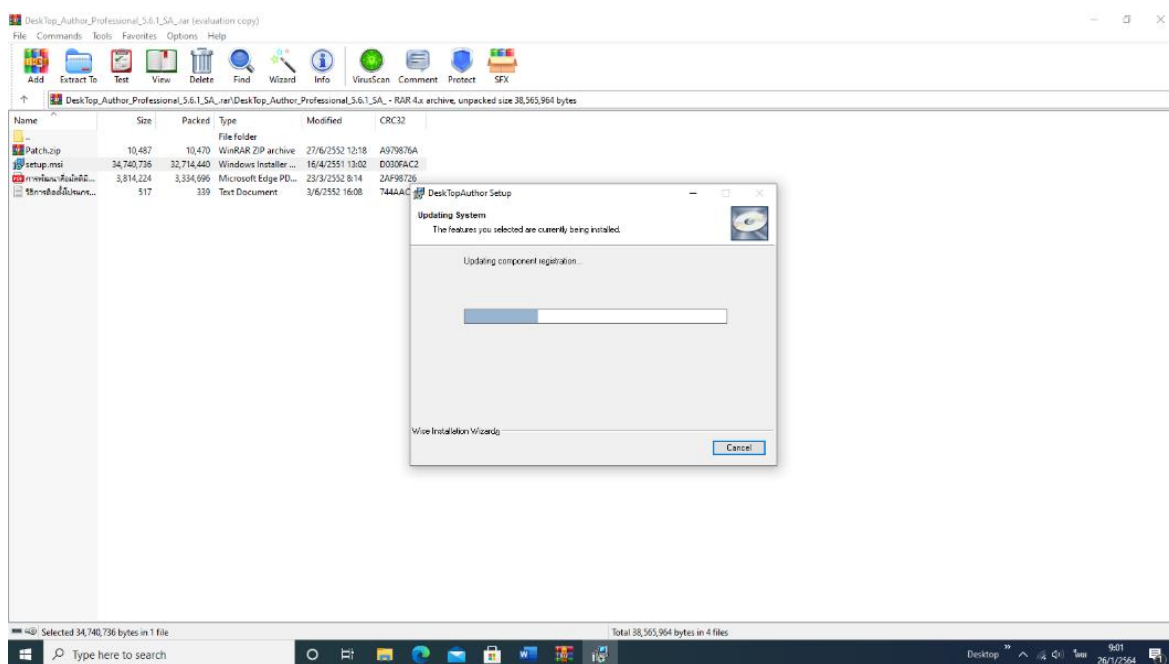 DeskTop_Author_Professional_5.6.1_SA_.rar (evaluation copy)
File Commands Tools Favorites Options Help
Add Extract To Test View Delete Find Wizard Info VirusScan Comment Protect SFX
DeskTop_Author_Professional_5.6.1_SA_.rar\DeskTop_Author_Professional_5.6.1_SA_ - RAR 4.x archive, unpacked size 38,565,964 bytes
Name Size Packed Type Modified CRC32
.. File folder
Patch.zip 10,487 10,470 WinRAR ZIP archive 27/6/2552 12:18 A979876A
setup.msi 34,740,736 32,714,440 Windows Installer ... 16/4/2551 13:02 D030FAC2
3,814,224 3,334,696 Microsoft Edge PD... 23/3/2552 8:14 2AF98726
517 339 Text Document 3/6/2552 16:08 744AAC
DeskTopAuthor Setup
Updating System
The features you selected are currently being installed.
Updating component registration...
Wise Installation Wizard®
Cancel
Selected 34,740,736 bytes in 1 file Total 38,565,964 bytes in 4 files
Type here to search
Desktop 9:01
26/1/2564